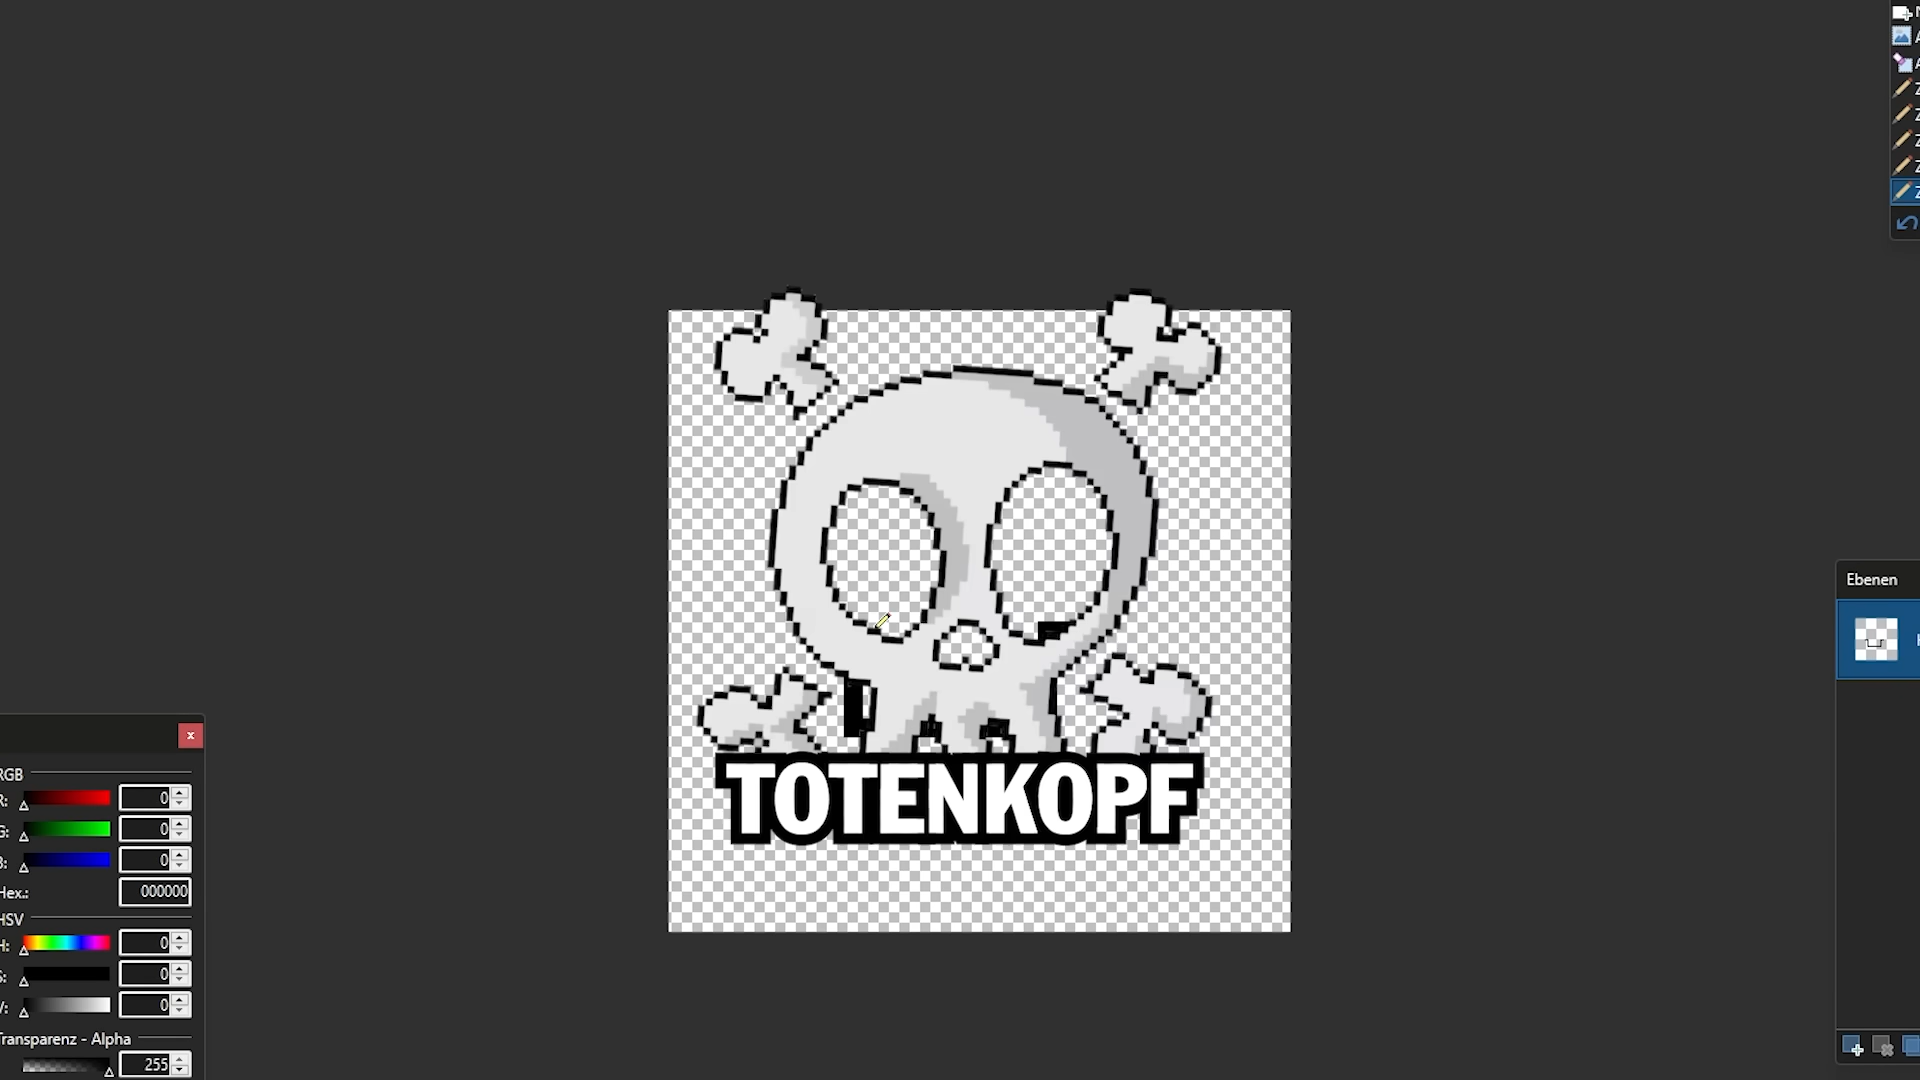 Ebenen
RGB
R: 0
G: 0
B: 0
Hex.: 000000
HSV
H: 0
S: 0
V: 0
Transparenz - Alpha
255
TOTENKOPF